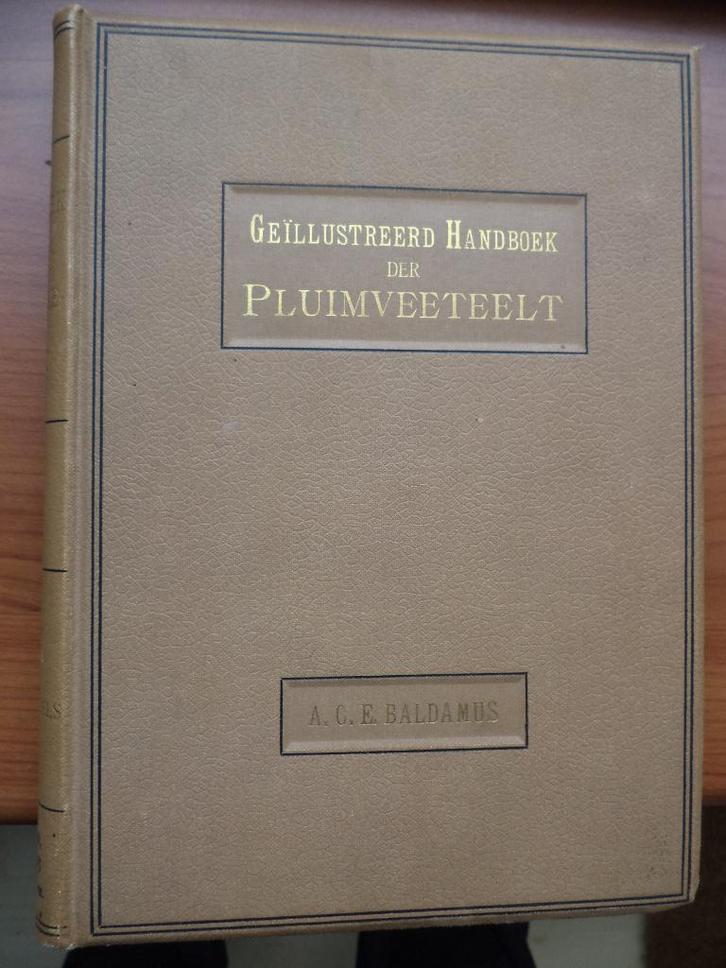 GEÏLLUSTREERD HANDBOEK
DER
PLUIMVEETEELT
A. C. E. BALDAMUS